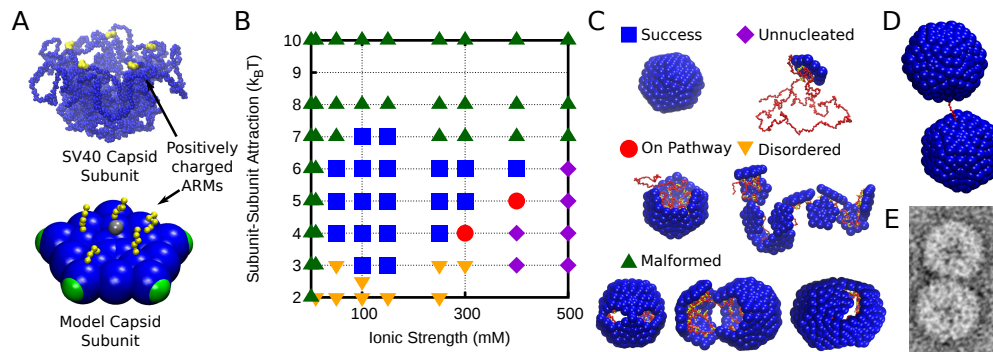 A
SV40 Capsid
Subunit
Positively
charged
ARMs
Model Capsid
Subunit
B
Subunit-Subunit Attraction (kBT)
10
9
8
7
6
5
4
3
2
100
300
500
Ionic Strength (mM)
C
Success
Unnucleated
On Pathway
Disordered
Malformed
D
E